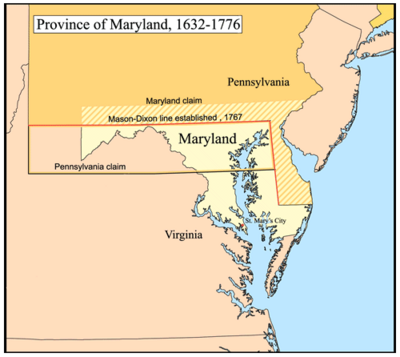 Province of Maryland, 1632-1776
Pennsylvania
Maryland claim
Mason-Dixon line established , 1767
Maryland
Pennsylvania claim
St. Mary's City
Virginia